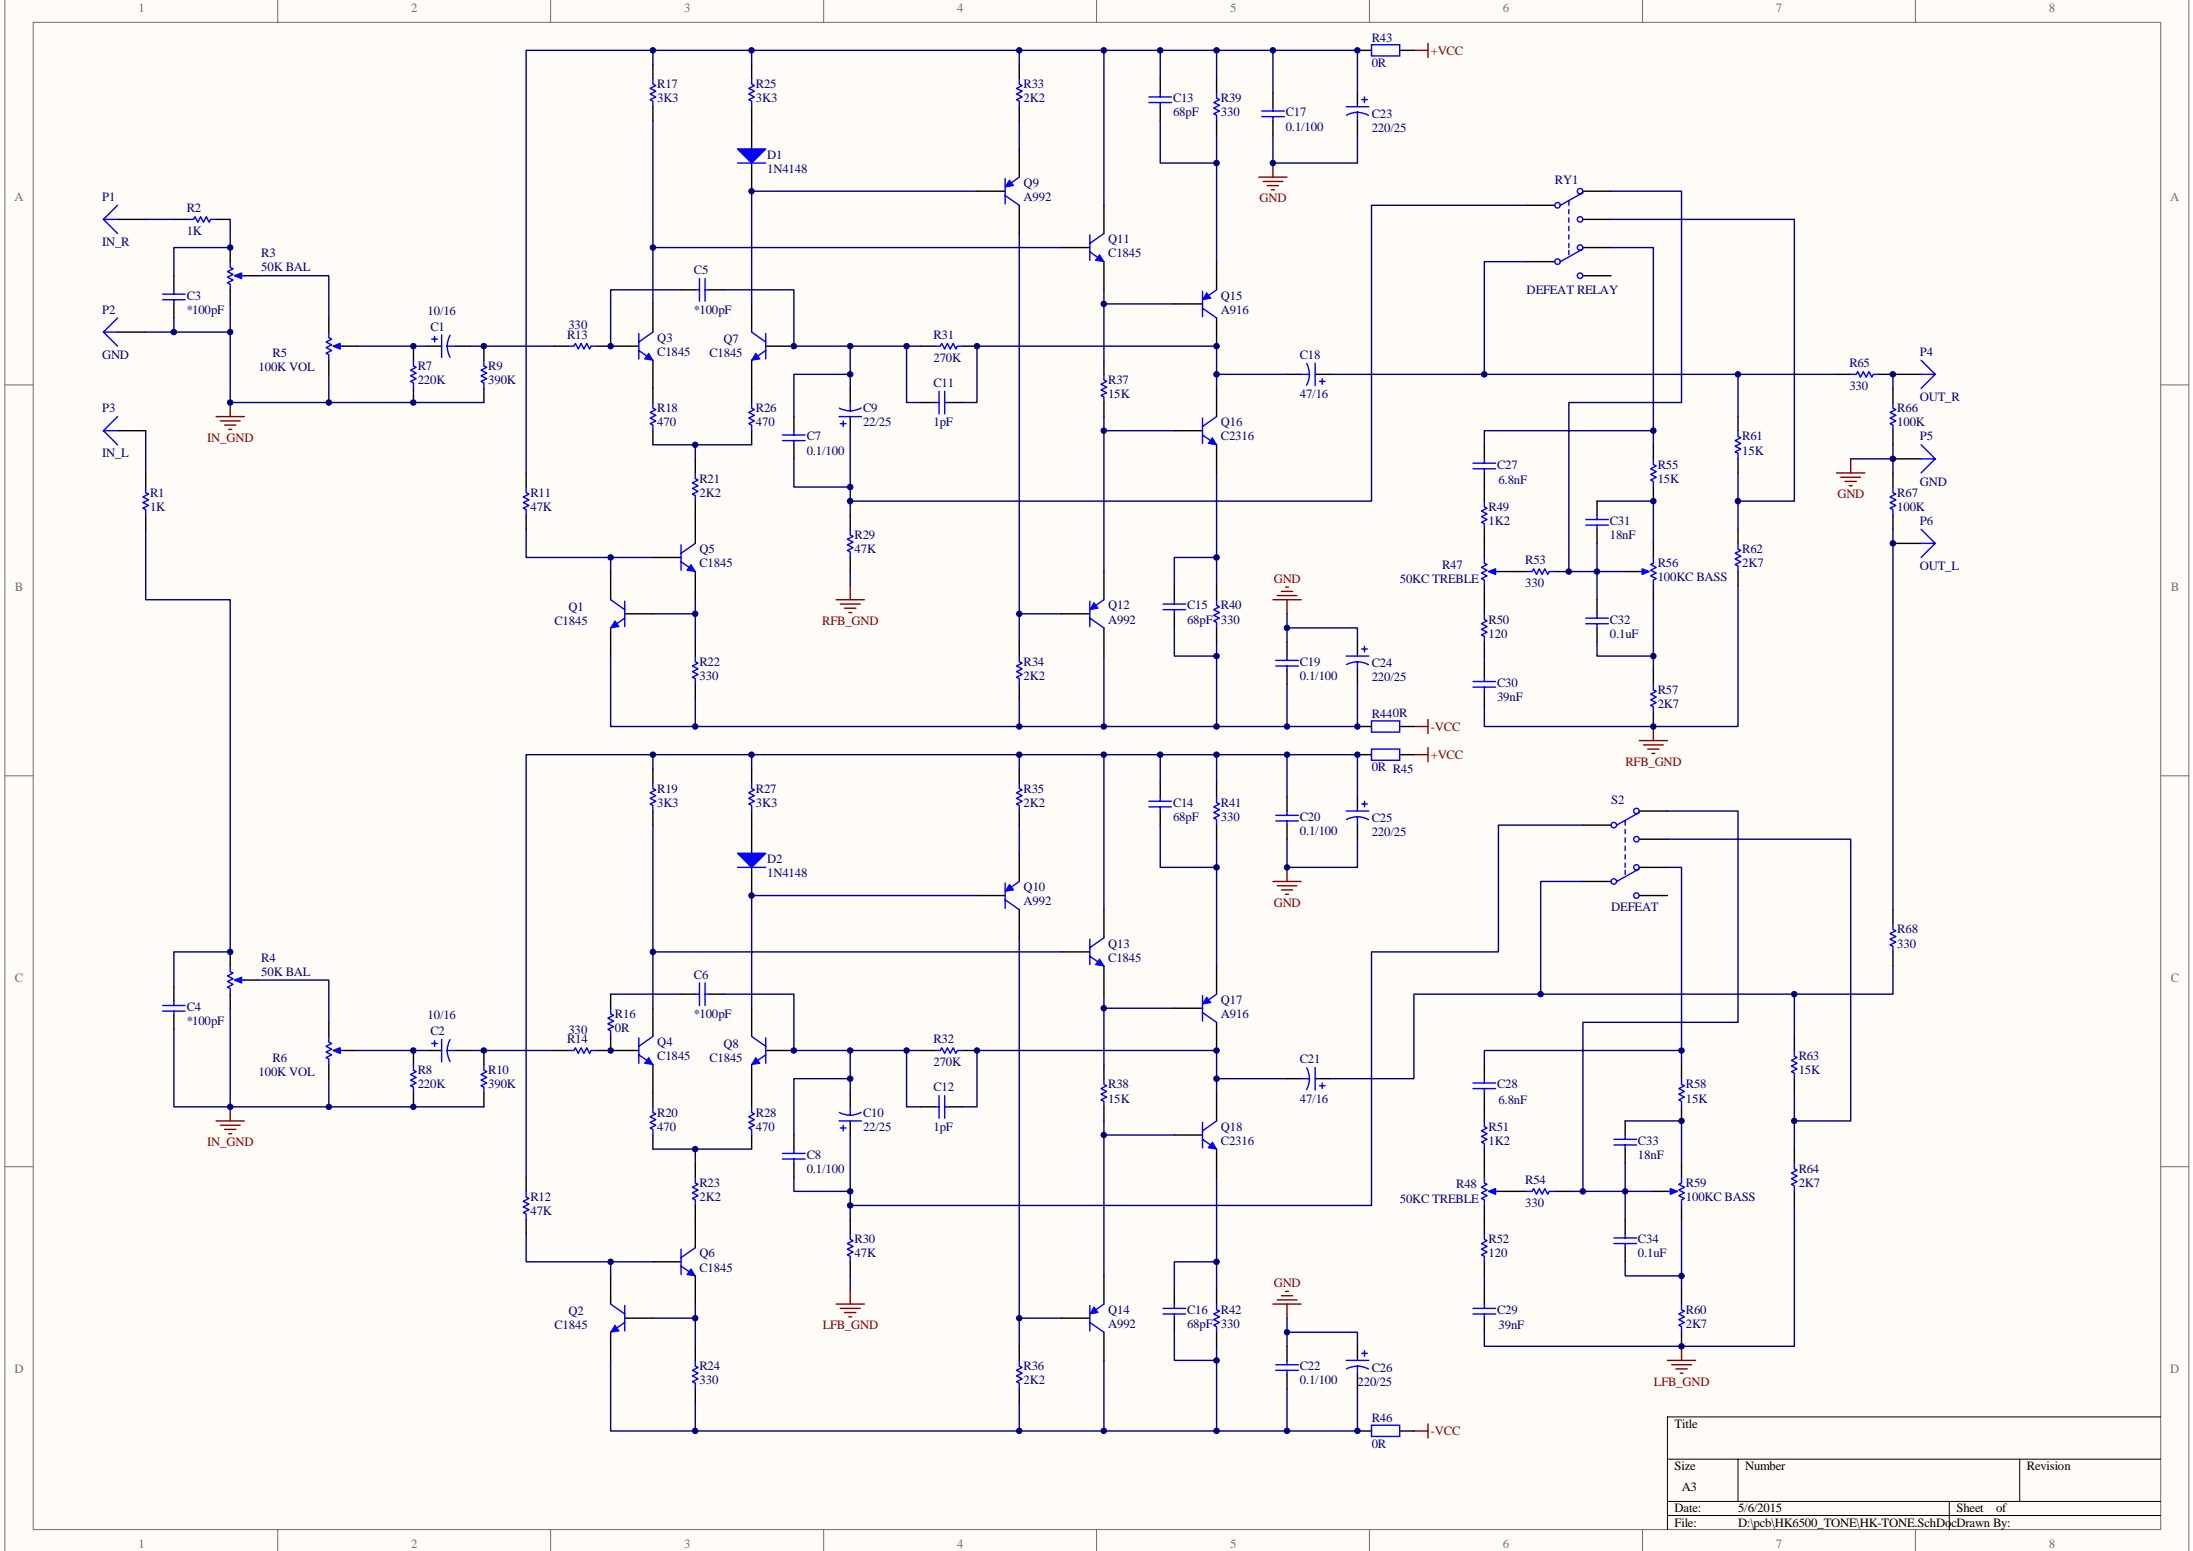 1 2 3 4 5 6 7 8
A
B
C
D
A
B
C
D
1 2 3 4 5 6 7 8
P1
IN_R
R2
1K
R3
50K BAL
C3
*100pF
P2
GND
R5
100K VOL
10/16
C1
R7
220K
R9
390K
IN_GND
P3
IN_L
R1
1K
330
R13
R17
3K3
R25
3K3
D1
1N4148
C5
*100pF
Q3
C1845
Q7
C1845
R18
470
R26
470
R21
2K2
R11
47K
Q5
C1845
Q1
C1845
R22
330
C7
0.1/100
C9
22/25
R29
47K
RFB_GND
R31
270K
C11
1pF
R33
2K2
Q9
A992
Q11
C1845
R37
15K
Q12
A992
R34
2K2
C13
68pF
R39
330
Q15
A916
Q16
C2316
C15
68pF
R40
330
C17
0.1/100
C23
220/25
GND
R43
0R
+VCC
C18
47/16
GND
C19
0.1/100
C24
220/25
R44
0R
-VCC
RY1
DEFEAT RELAY
C27
6.8nF
R49
1K2
R47
50KC TREBLE
R53
330
R50
120
C30
39nF
R55
15K
C31
18nF
R56
100KC BASS
C32
0.1uF
R57
2K7
RFB_GND
R61
15K
R62
2K7
R65
330
P4
OUT_R
R66
100K
P5
GND
GND
R67
100K
P6
OUT_L
C4
*100pF
R4
50K BAL
R6
100K VOL
IN_GND
10/16
C2
R8
220K
R10
390K
330
R14
R16
0R
R19
3K3
R27
3K3
D2
1N4148
C6
*100pF
Q4
C1845
Q8
C1845
R20
470
R28
470
R23
2K2
R12
47K
Q6
C1845
Q2
C1845
R24
330
C8
0.1/100
C10
22/25
R30
47K
LFB_GND
R32
270K
C12
1pF
R35
2K2
Q10
A992
Q13
C1845
R38
15K
Q14
A992
R36
2K2
C14
68pF
R41
330
Q17
A916
Q18
C2316
C16
68pF
R42
330
C20
0.1/100
C25
220/25
GND
0R
R45
+VCC
C21
47/16
GND
C22
0.1/100
C26
220/25
R46
0R
-VCC
S2
DEFEAT
C28
6.8nF
R51
1K2
R48
50KC TREBLE
R54
330
R52
120
C29
39nF
R58
15K
C33
18nF
R59
100KC BASS
C34
0.1uF
R60
2K7
LFB_GND
R63
15K
R64
2K7
R68
330
Title
Size
A3
Number
Revision
Date: 5/6/2015 Sheet of
File: D:\pcb\HK6500_TONE\HK-TONE.SchDoc Drawn By: